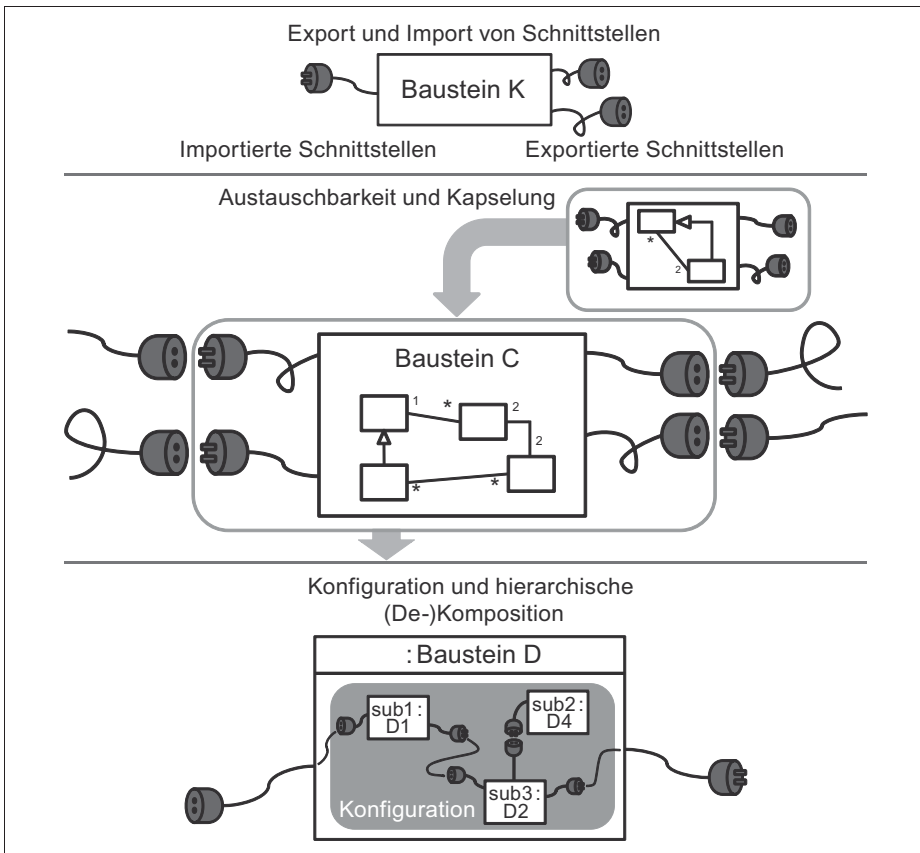 Export und Import von Schnittstellen
Baustein K
Importierte Schnittstellen
Exportierte Schnittstellen
Austauschbarkeit und Kapselung
*
2
Baustein C
1
*
2
2
*
*
Konfiguration und hierarchische
(De-)Komposition
:Baustein D
sub1:
D1
sub2:
D4
sub3:
D2
Konfiguration